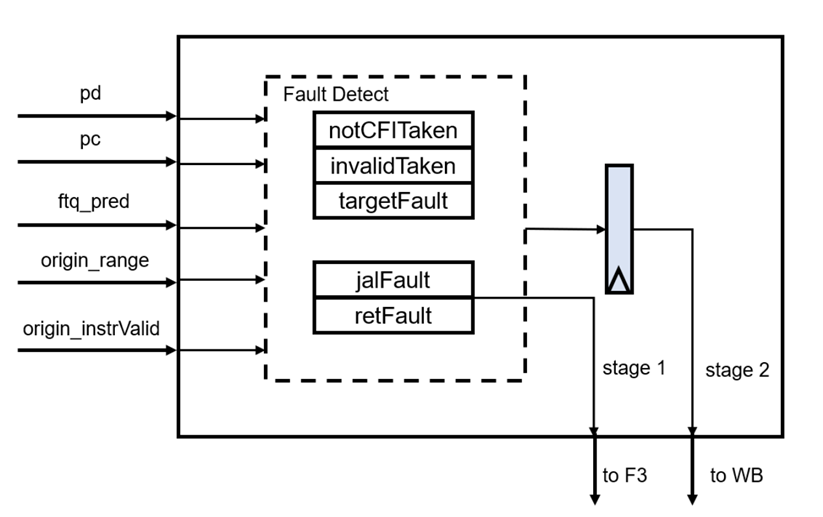 pd
pc
ftq_pred
origin_range
origin_instrValid
Fault Detect
notCFITaken
invalidTaken
targetFault
jalFault
retFault
stage 1
stage 2
to F3
to WB